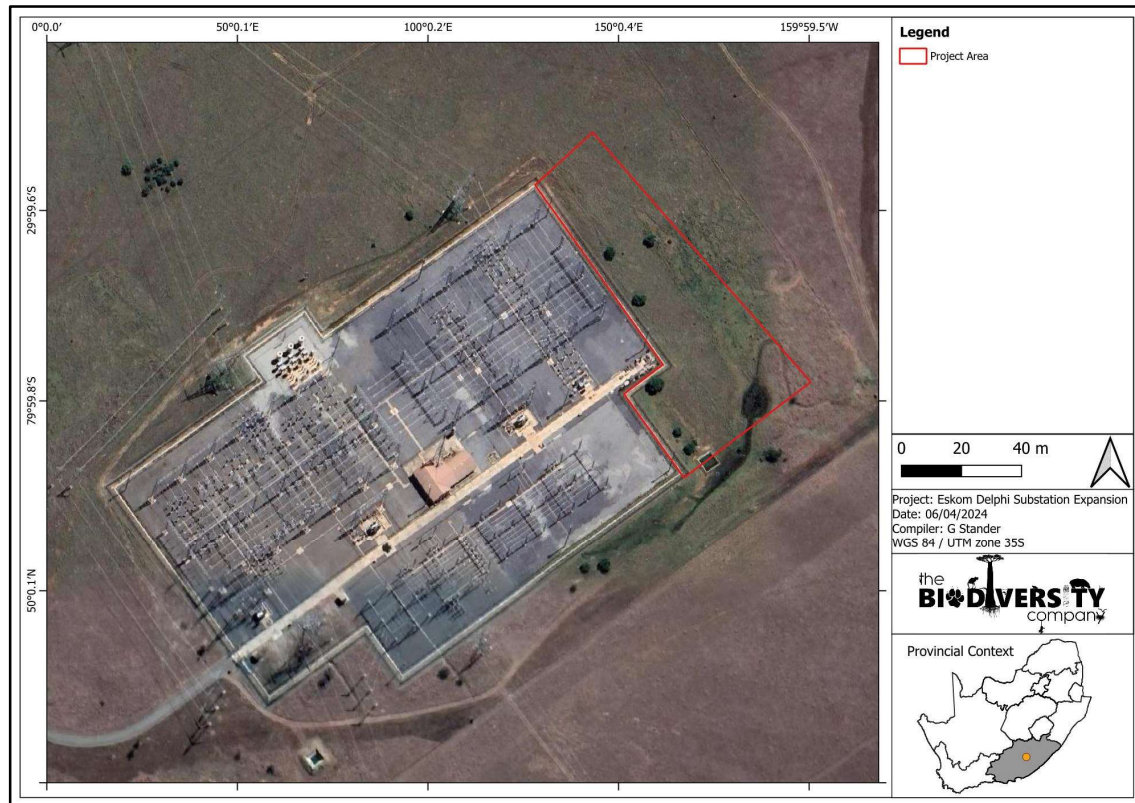 0°0.0′ 50°0.1′E 100°0.2′E 150°0.4′E 159°59.5′W
29°59.6′S
79°59.8′S
50°0.1′N
Legend
Project Area
0 20 40 m
Project: Eskom Delphi Substation Expansion
Date: 06/04/2024
Compiler: G Stander
WGS 84 / UTM zone 35S
the
BIODIVERSITY
company
Provincial Context